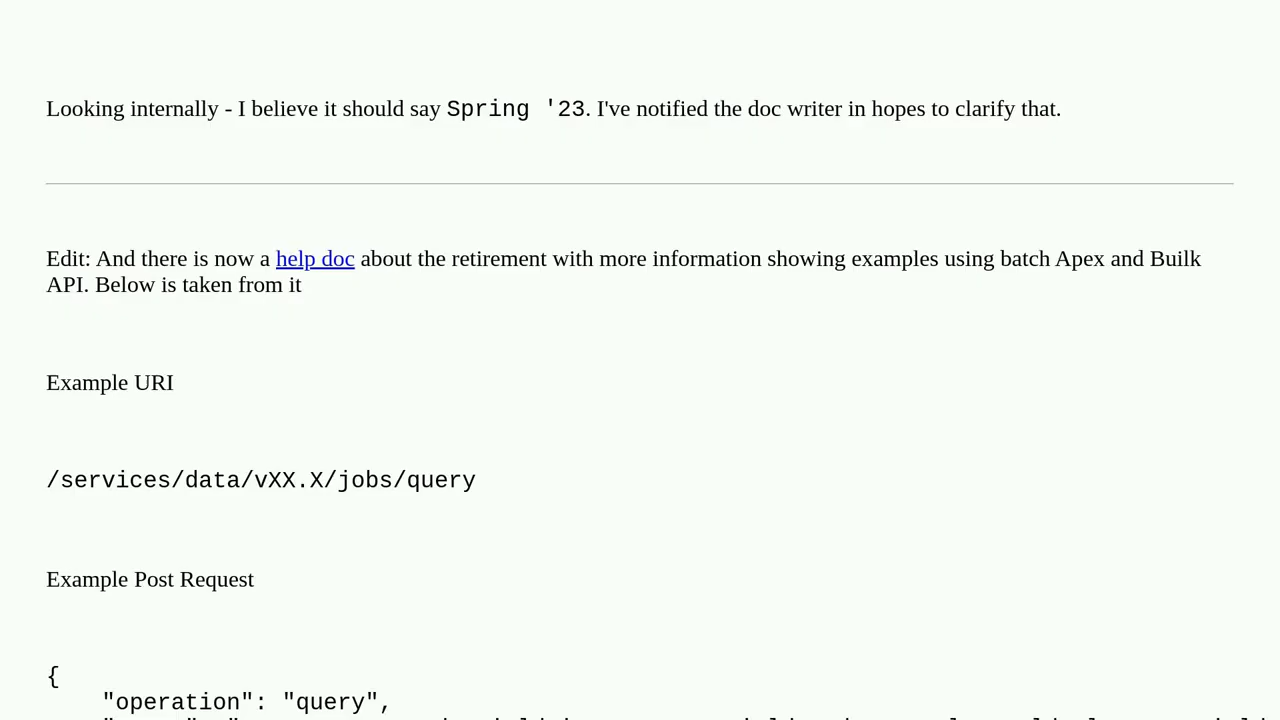 Looking internally - I believe it should say Spring '23. I've notified the doc writer in hopes to clarify that.
Edit: And there is now a help doc about the retirement with more information showing examples using batch Apex and Builk
API. Below is taken from it
Example URI
/services/data/vXX.X/jobs/query
Example Post Request
{
    "operation": "query",